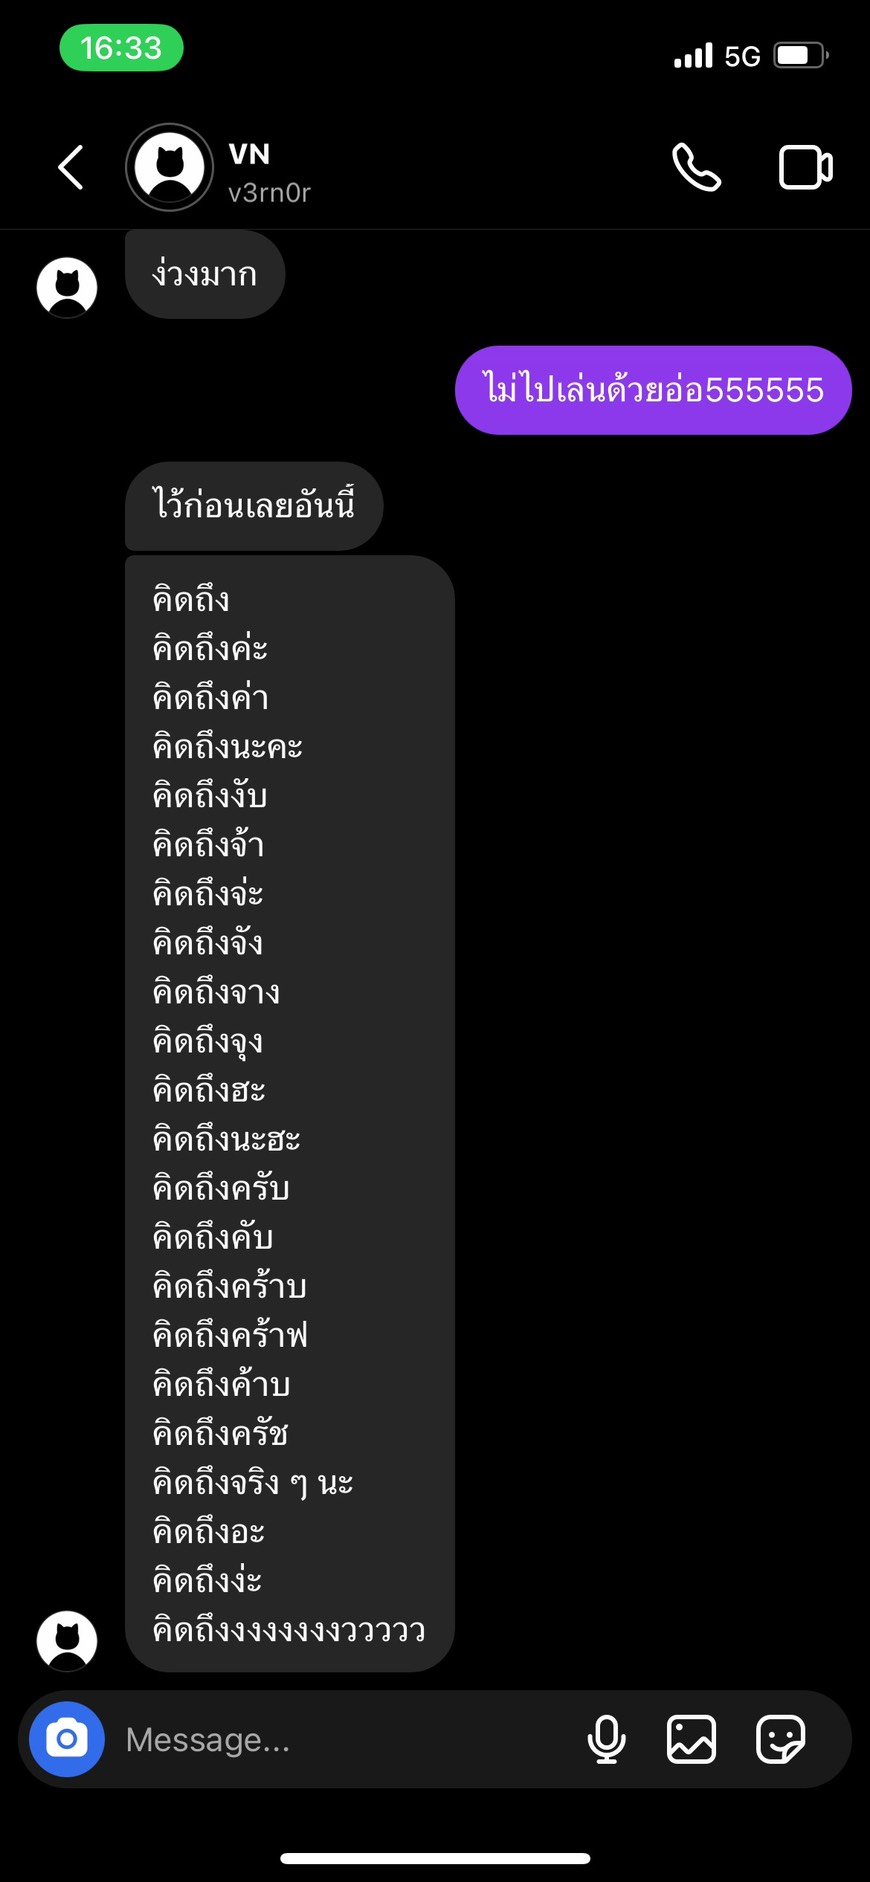 16:33
5G
VN
v3rn0r
ง่วงมาก
ไม่ไปเล่นด้วยอ่อ555555
ไว้ก่อนเลยอันนี้
คิดถึง
คิดถึงค่ะ
คิดถึงค่า
คิดถึงนะคะ
คิดถึงงับ
คิดถึงจ้า
คิดถึงจ่ะ
คิดถึงจัง
คิดถึงจาง
คิดถึงจุง
คิดถึงฮะ
คิดถึงนะฮะ
คิดถึงครับ
คิดถึงคับ
คิดถึงคร้าบ
คิดถึงคร้าฟ
คิดถึงค้าบ
คิดถึงครัช
คิดถึงจริง ๆ นะ
คิดถึงอะ
คิดถึงง่ะ
คิดถึงงงงงงงงววววว
Message...